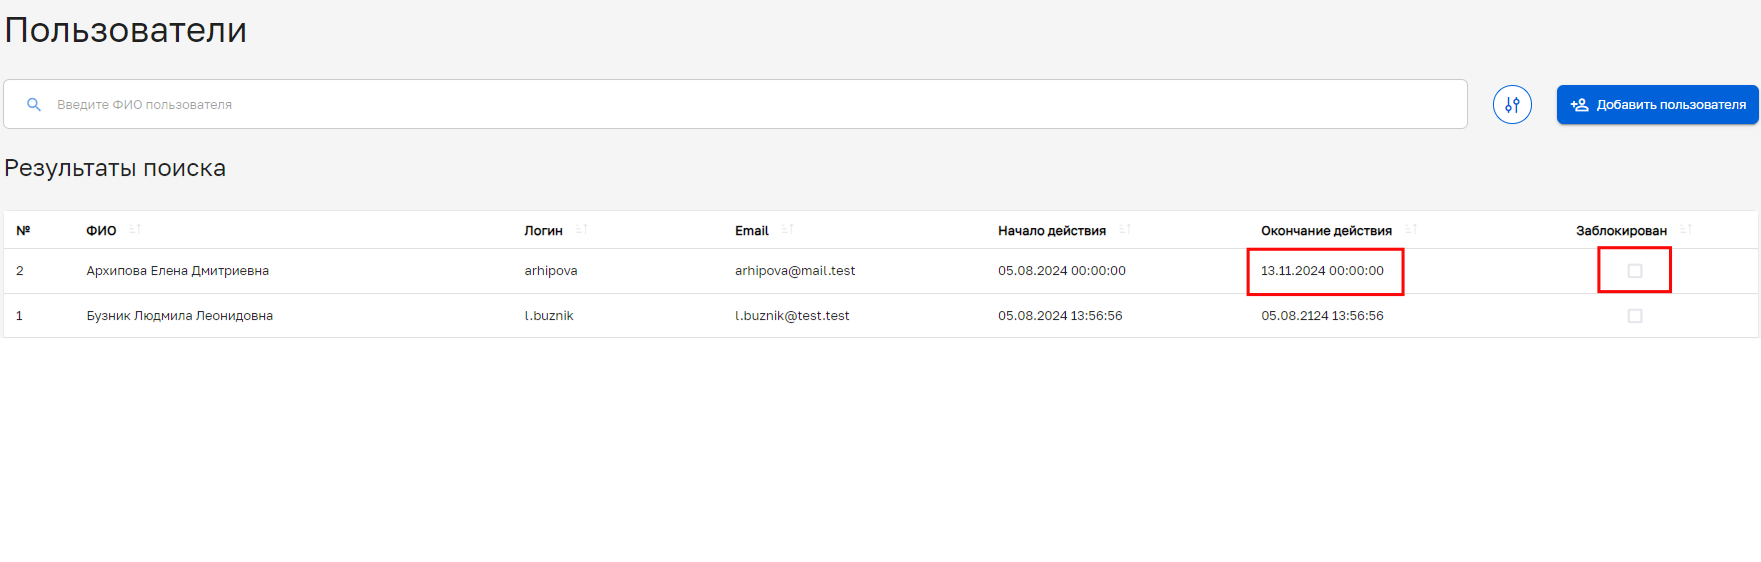 Пользователи
Введите ФИО пользователя
Добавить пользователя
Результаты поиска
№ ФИО Логин Email Начало действия Окончание действия Заблокирован
2 Архипова Елена Дмитриевна arhipova arhipova@mail.test 05.08.2024 00:00:00 13.11.2024 00:00:00
1 Бузник Людмила Леонидовна l.buznik l.buznik@test.test 05.08.2024 13:56:56 05.08.2124 13:56:56